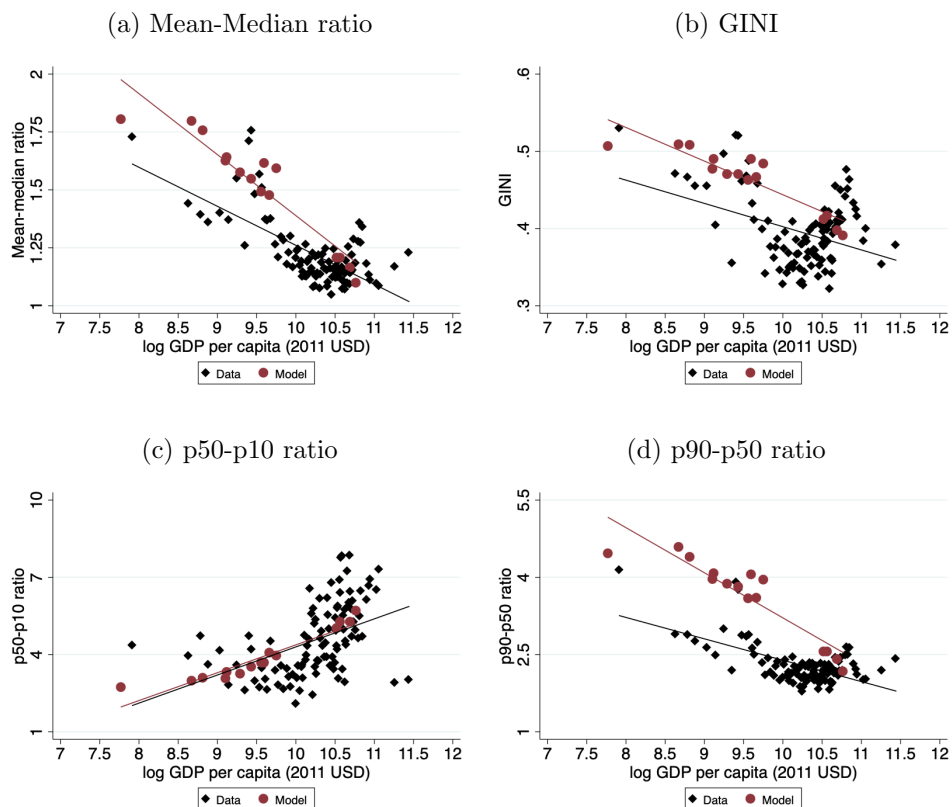 (a) Mean-Median ratio
Mean-median ratio
2
1.75
1.5
1.25
1
7 7.5 8 8.5 9 9.5 10 10.5 11 11.5 12
log GDP per capita (2011 USD)
Data Model
(b) GINI
GINI
.6
.5
.4
.3
7 7.5 8 8.5 9 9.5 10 10.5 11 11.5 12
log GDP per capita (2011 USD)
Data Model
(c) p50-p10 ratio
p50-p10 ratio
10
7
4
1
7 7.5 8 8.5 9 9.5 10 10.5 11 11.5 12
log GDP per capita (2011 USD)
Data Model
(d) p90-p50 ratio
p90-p50 ratio
5.5
4
2.5
1
7 7.5 8 8.5 9 9.5 10 10.5 11 11.5 12
log GDP per capita (2011 USD)
Data Model